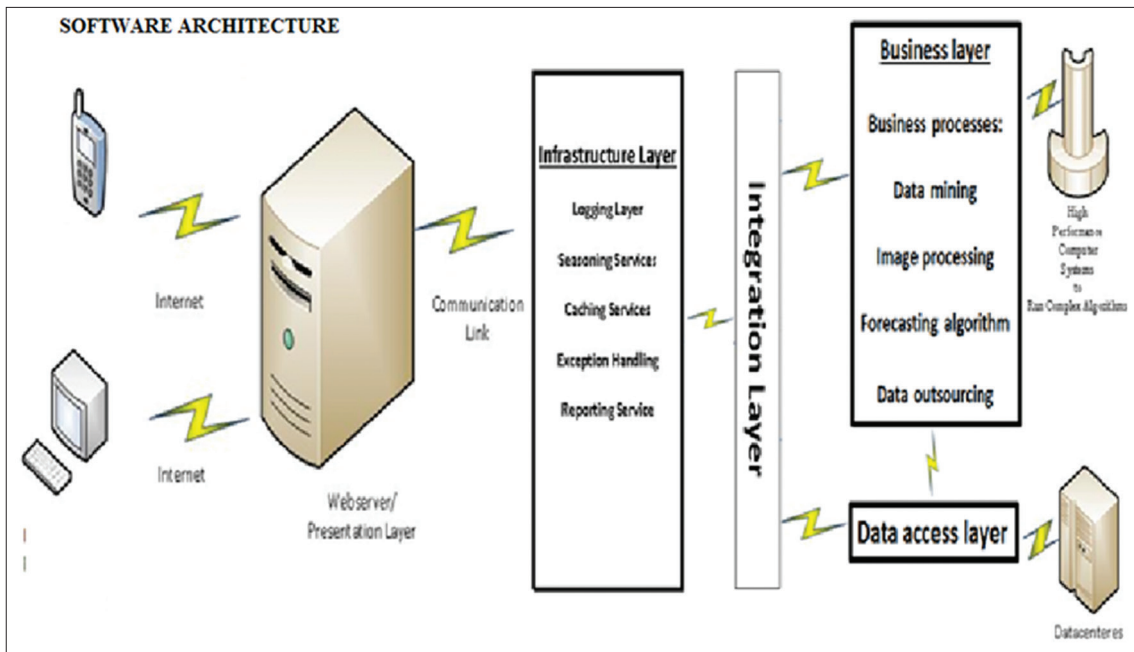 SOFTWARE ARCHITECTURE
Internet
Internet
Webserver/
Presentation Layer
Communication
Link
Infrastructure Layer
Logging Layer
Seasoning Services
Caching Services
Exception Handling
Reporting Service
Integration Layer
Business layer
Business processes:
Data mining
Image processing
Forecasting algorithm
Data outsourcing
High
Performance
Computer
Systems
to
Run Complex Algorithms
Data access layer
Datacenteres